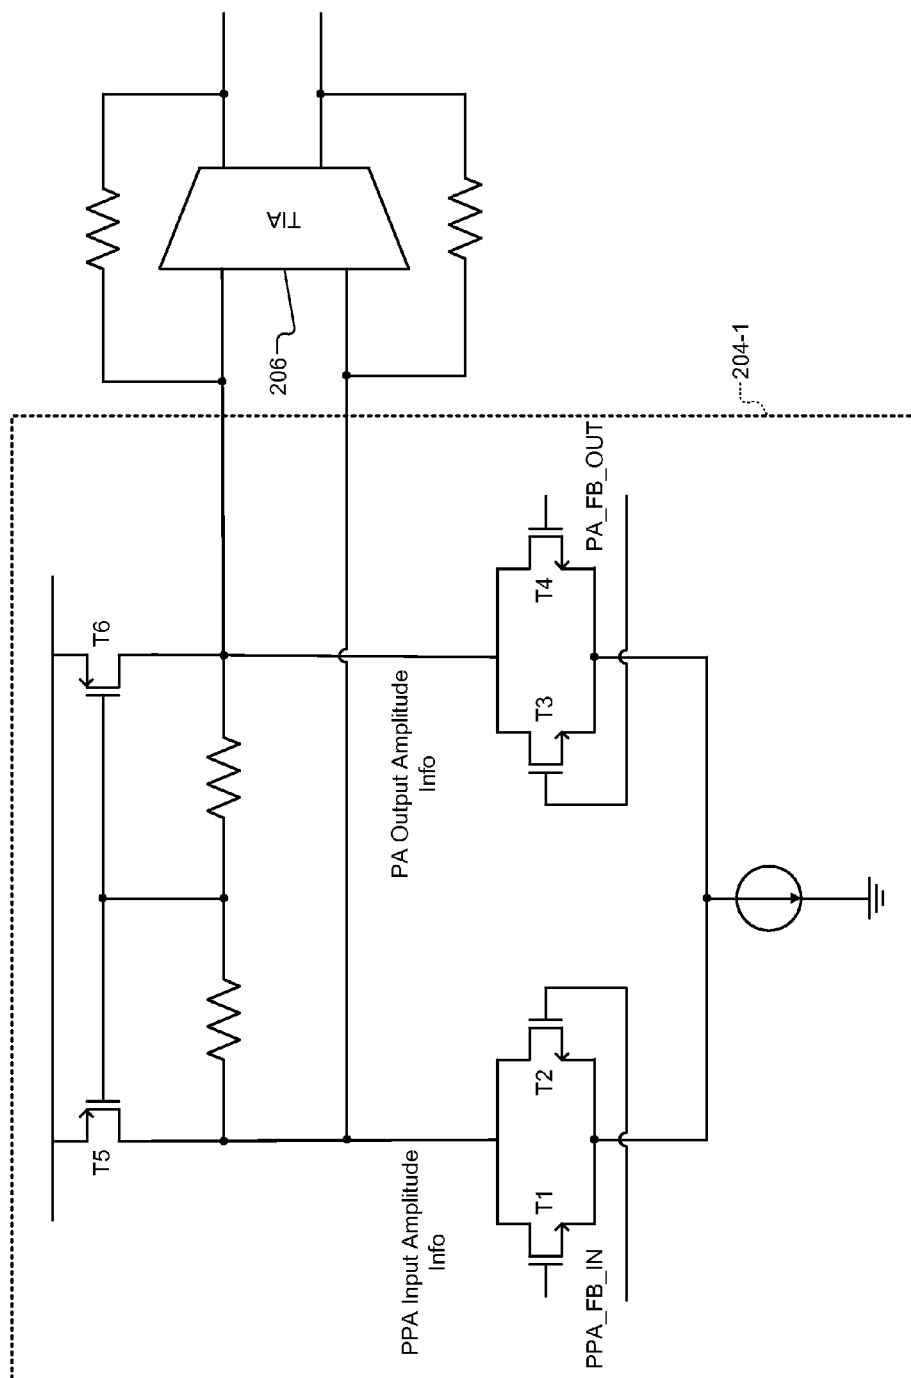 T5
T6
TIA
206
PPA Input Amplitude
Info
PA Output Amplitude
Info
T1
T2
T3
T4
PPA_FB_IN
PA_FB_OUT
204-1